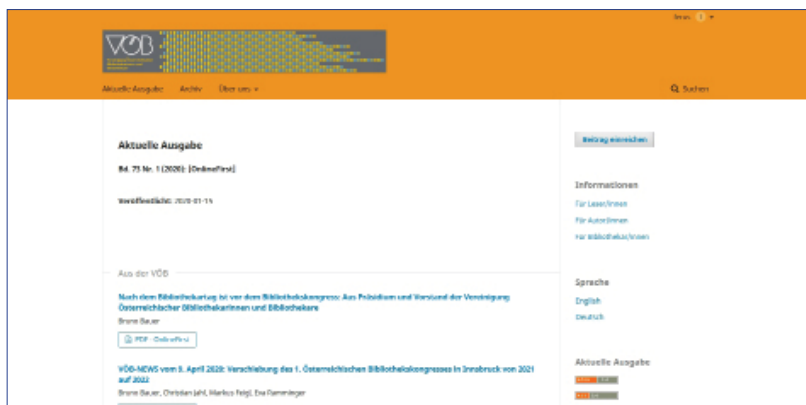 VÖB
Aktuelle Ausgabe Archiv Über uns
Suchen
Aktuelle Ausgabe
Bd. 73 Nr. 1 (2020): [OnlineFirst]
Veröffentlicht:
Aus der VÖB
Nach dem Bibliothekartag ist vor dem Bibliothekskongress: Aus Präsidium und Vorstand der Vereinigung
Österreichischer Bibliothekarinnen und Bibliothekare
Bruno Bauer
PDF - OnlineFirst
VÖB-NEWS vom 9. April 2020: Verschiebung des 1. Österreichischen Bibliothekskongresses in Innsbruck von 2021
auf 2022
Bruno Bauer, Christian Jahl, Markus Feigl, Eva Ramminger
Beitrag einreichen
Informationen
Für Leser/innen
Für Autor/innen
Für Bibliothekar/innen
Sprache
English
Deutsch
Aktuelle Ausgabe